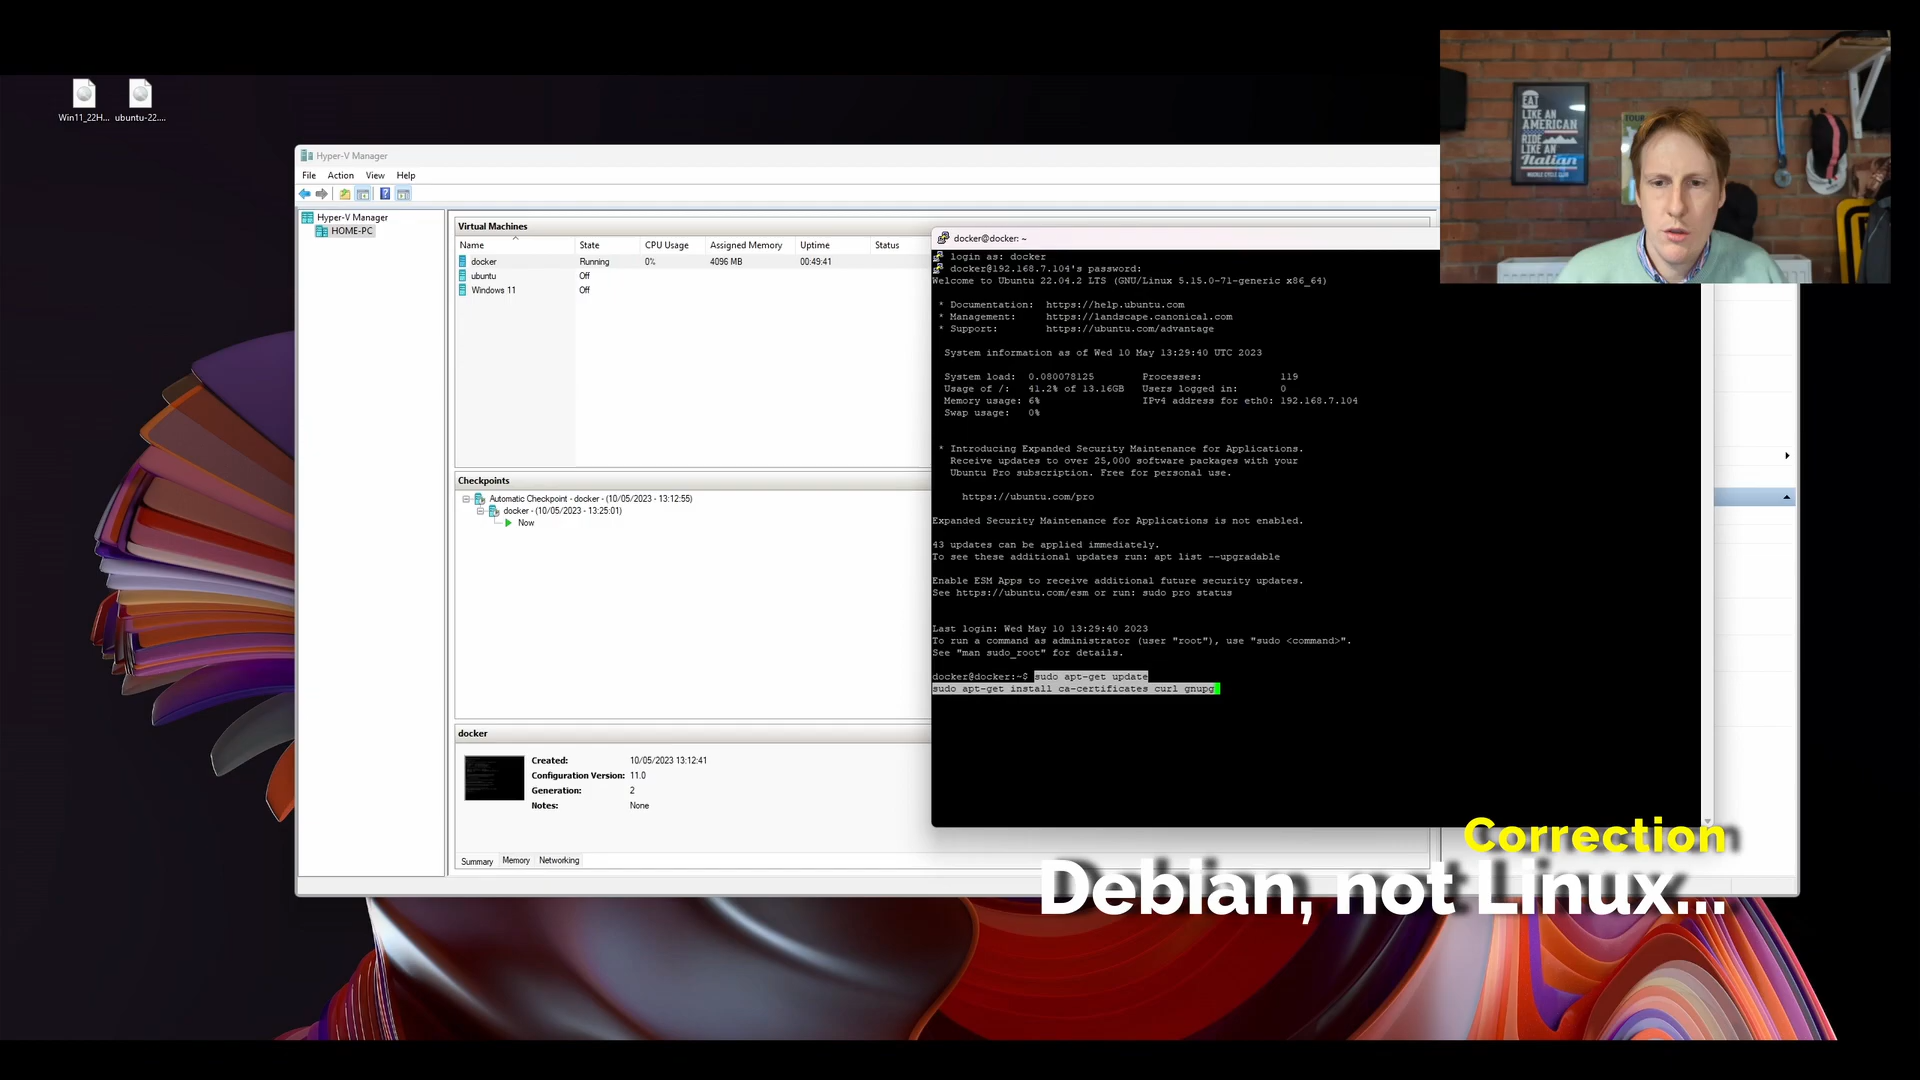 Win11_22H...
ubuntu-22....
Hyper-V Manager
File Action View Help
Hyper-V Manager
HOME-PC
Virtual Machines
Name State CPU Usage Assigned Memory Uptime Status
docker Running 0% 4096 MB 00:49:41
ubuntu Off
Windows 11 Off
Checkpoints
Automatic Checkpoint - docker - (10/05/2023 - 13:12:55)
docker - (10/05/2023 - 13:25:01)
Now
docker
Created: 10/05/2023 13:12:41
Configuration Version: 11.0
Generation: 2
Notes: None
Summary Memory Networking
docker@docker: ~
login as: docker
docker@192.168.7.104's password:
Welcome to Ubuntu 22.04.2 LTS (GNU/Linux 5.15.0-71-generic x86_64)
* Documentation: https://help.ubuntu.com
* Management: https://landscape.canonical.com
* Support: https://ubuntu.com/advantage
System information as of Wed 10 May 13:29:40 UTC 2023
System load: 0.080078125 Processes: 119
Usage of /: 41.2% of 13.16GB Users logged in: 0
Memory usage: 6% IPv4 address for eth0: 192.168.7.104
Swap usage: 0%
* Introducing Expanded Security Maintenance for Applications.
Receive updates to over 25,000 software packages with your
Ubuntu Pro subscription. Free for personal use.
https://ubuntu.com/pro
Expanded Security Maintenance for Applications is not enabled.
43 updates can be applied immediately.
To see these additional updates run: apt list --upgradable
Enable ESM Apps to receive additional future security updates.
See https://ubuntu.com/esm or run: sudo pro status
Last login: Wed May 10 13:29:40 2023
To run a command as administrator (user "root"), use "sudo <command>".
See "man sudo_root" for details.
docker@docker:~$ sudo apt-get update
sudo apt-get install ca-certificates curl gnupg
EAT
LIKE AN
AMERICAN
RIDE
LIKE AN
Italian
TOUR
Correction
Debian, not Linux...